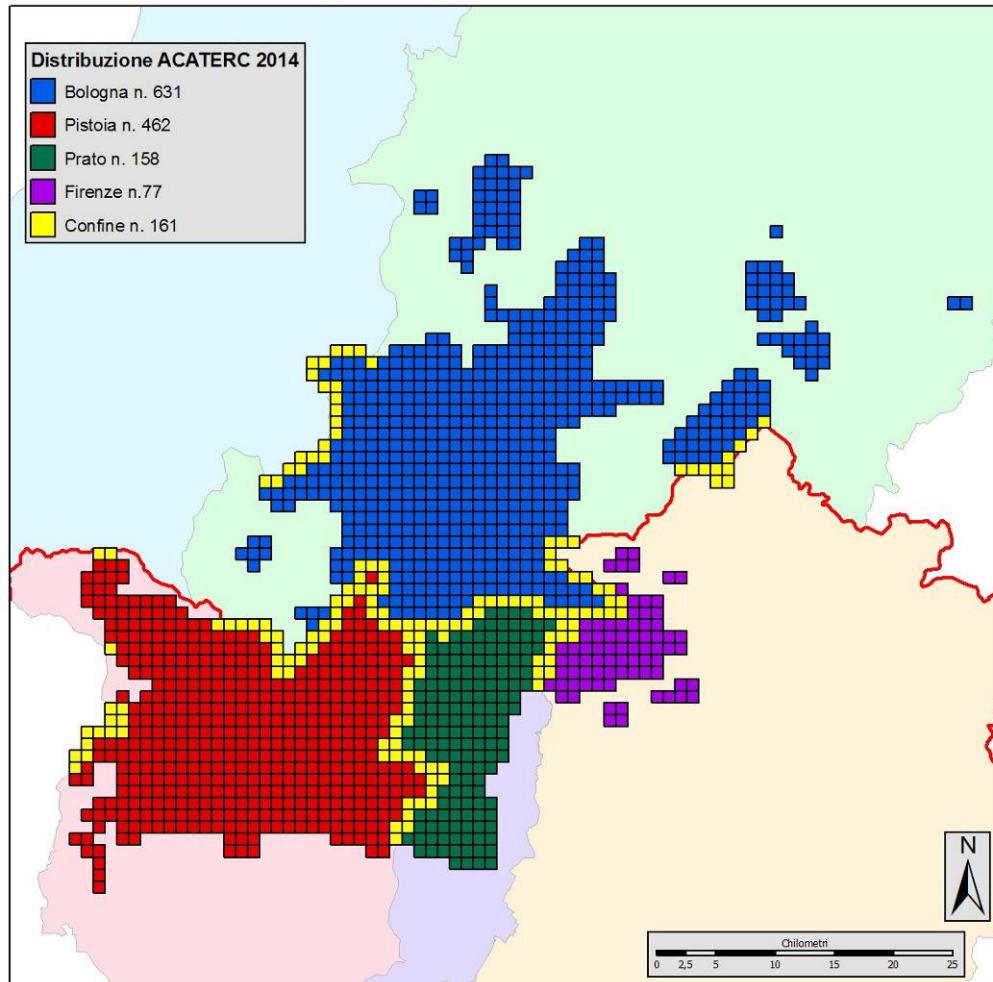 Distribuzione ACATERC 2014
Bologna n. 631
Pistoia n. 462
Prato n. 158
Firenze n.77
Confine n. 161
N
Chilometri
0 2,5 5 10 15 20 25